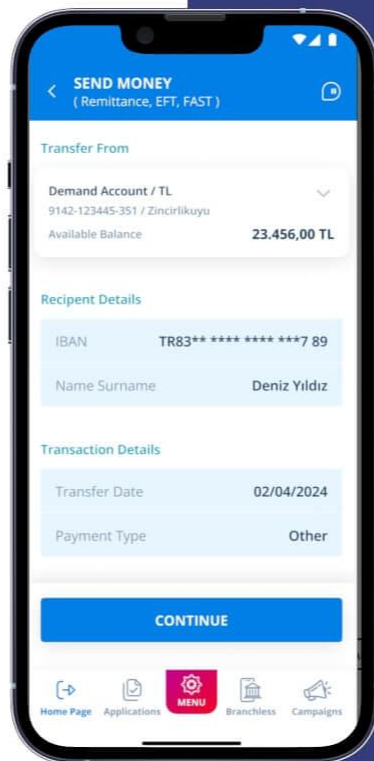 SEND MONEY
( Remittance, EFT, FAST )
Transfer From
Demand Account / TL
9142-123445-351 / Zincirlikuyu
Available Balance 23.456,00 TL
Recipent Details
IBAN TR83** **** **** ***7 89
Name Surname Deniz Yıldız
Transaction Details
Transfer Date 02/04/2024
Payment Type Other
CONTINUE
Home Page Applications MENU Branchless Campaigns